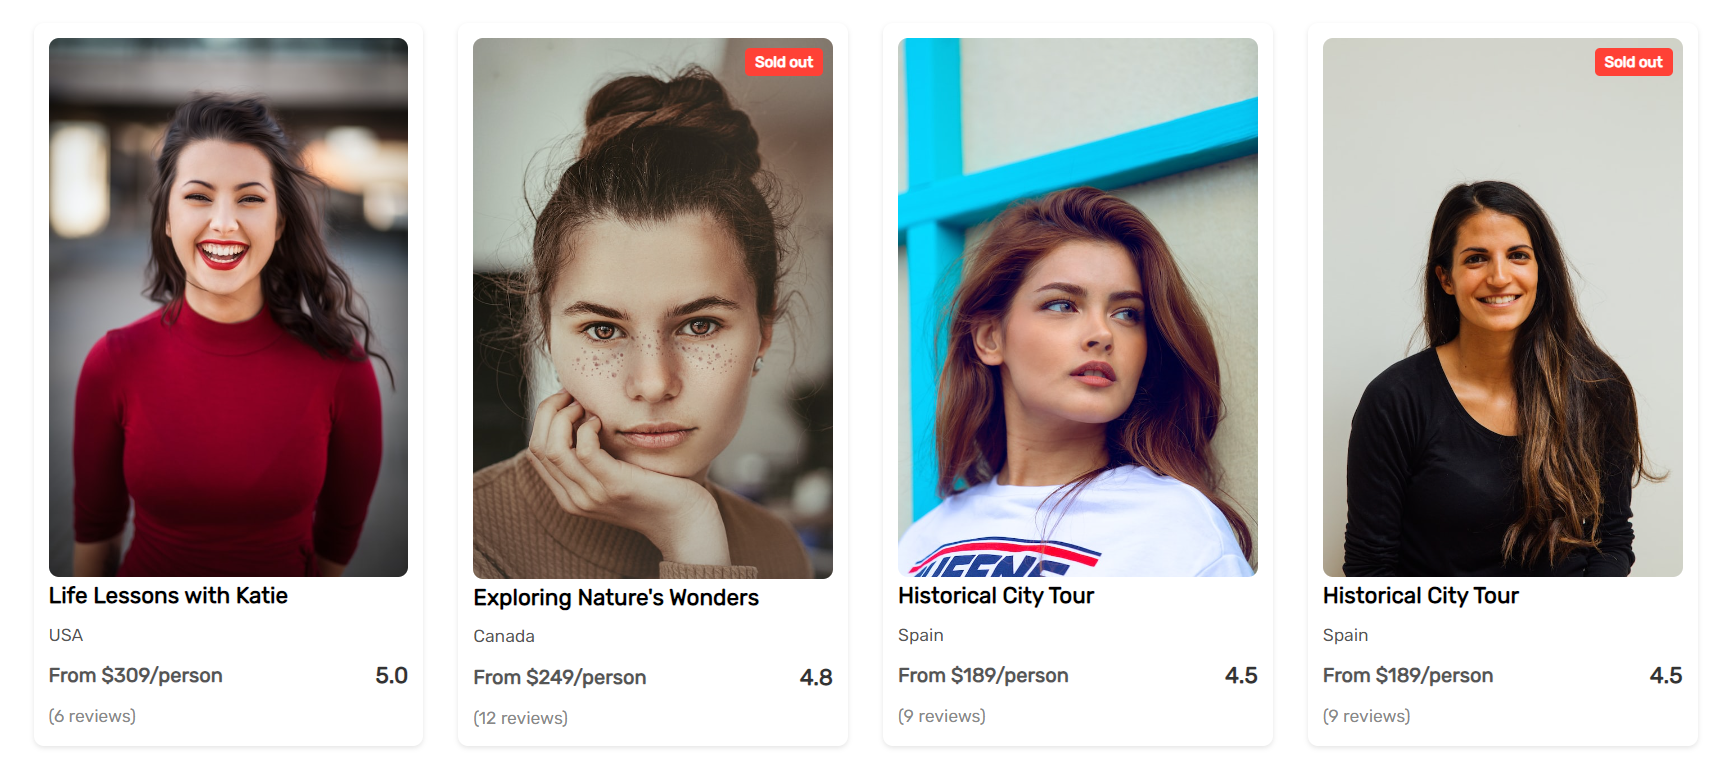 Life Lessons with Katie
USA
From $309/person 5.0
(6 reviews)
Sold out
Exploring Nature's Wonders
Canada
From $249/person 4.8
(12 reviews)
Historical City Tour
Spain
From $189/person 4.5
(9 reviews)
Sold out
Historical City Tour
Spain
From $189/person 4.5
(9 reviews)